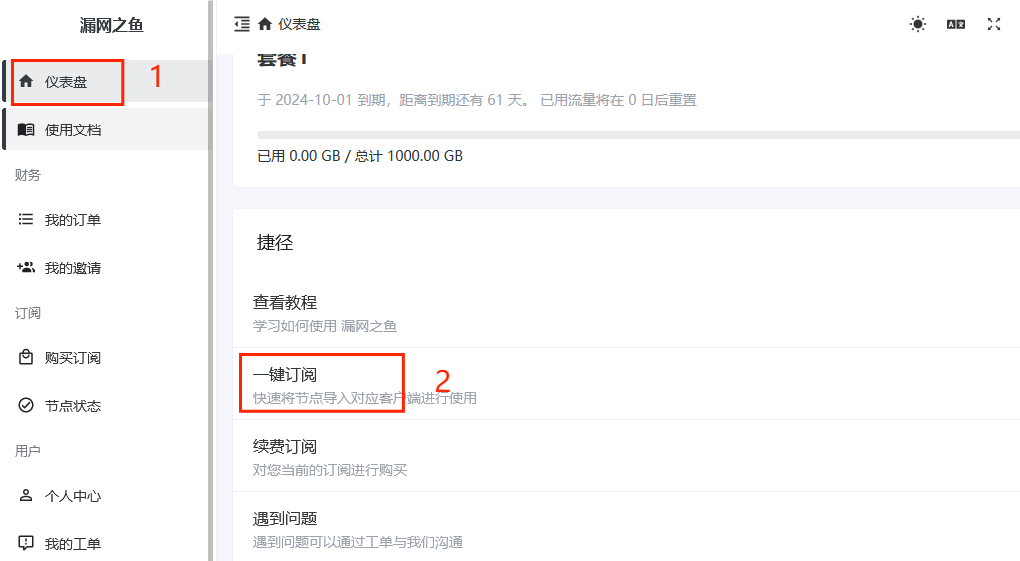 漏网之鱼
仪表盘
1
使用文档
财务
我的订单
我的邀请
订阅
购买订阅
节点状态
用户
个人中心
我的工单
仪表盘
套餐1
于 2024-10-01 到期，距离到期还有 61 天。 已用流量将在 0 日后重置
已用 0.00 GB / 总计 1000.00 GB
捷径
查看教程
学习如何使用 漏网之鱼
一键订阅
2
快速将节点导入对应客户端进行使用
续费订阅
对您当前的订阅进行购买
遇到问题
遇到问题可以通过工单与我们沟通